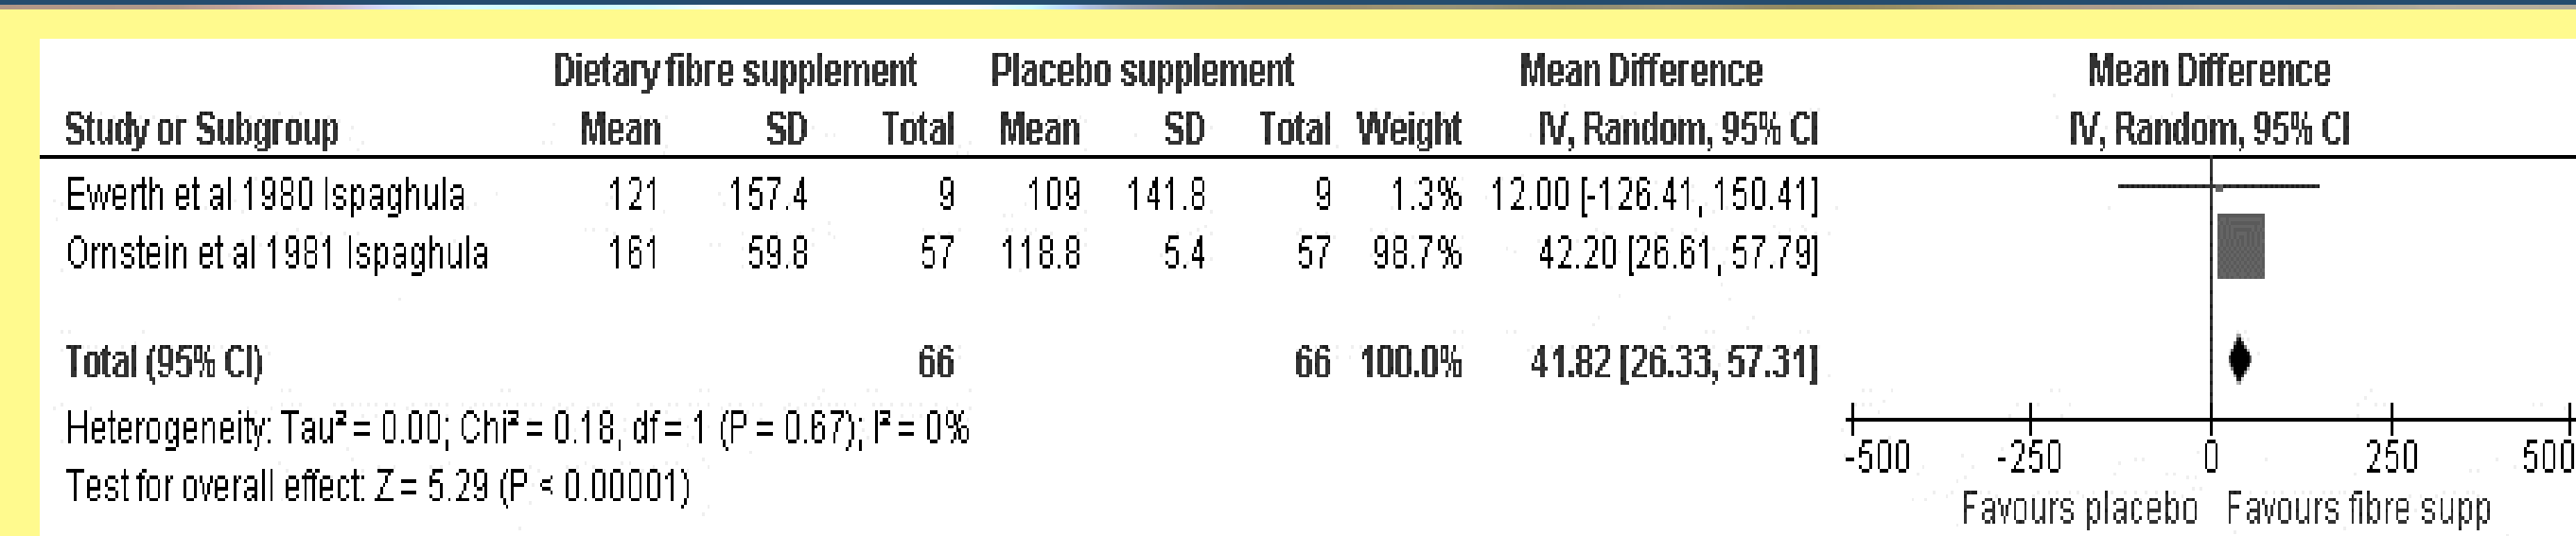 Dietary fibre supplement Placebo supplement Mean Difference Mean Difference
Study or Subgroup Mean SD Total Mean SD Total Weight IV, Random, 95% CI IV, Random, 95% CI
Ewerth et al 1980 Ispaghula 121 157.4 9 109 141.8 9 1.3% 12.00 [-126.41, 150.41]
Ornstein et al 1981 Ispaghula 161 59.8 57 118.8 5.4 57 98.7% 42.20 [26.61, 57.79]
Total (95% CI) 66 66 100.0% 41.82 [26.33, 57.31]
Heterogeneity: Tau² = 0.00; Chi² = 0.18, df = 1 (P = 0.67); I² = 0%
Test for overall effect: Z = 5.29 (P < 0.00001)
-500 -250 0 250 500
Favours placebo Favours fibre supp